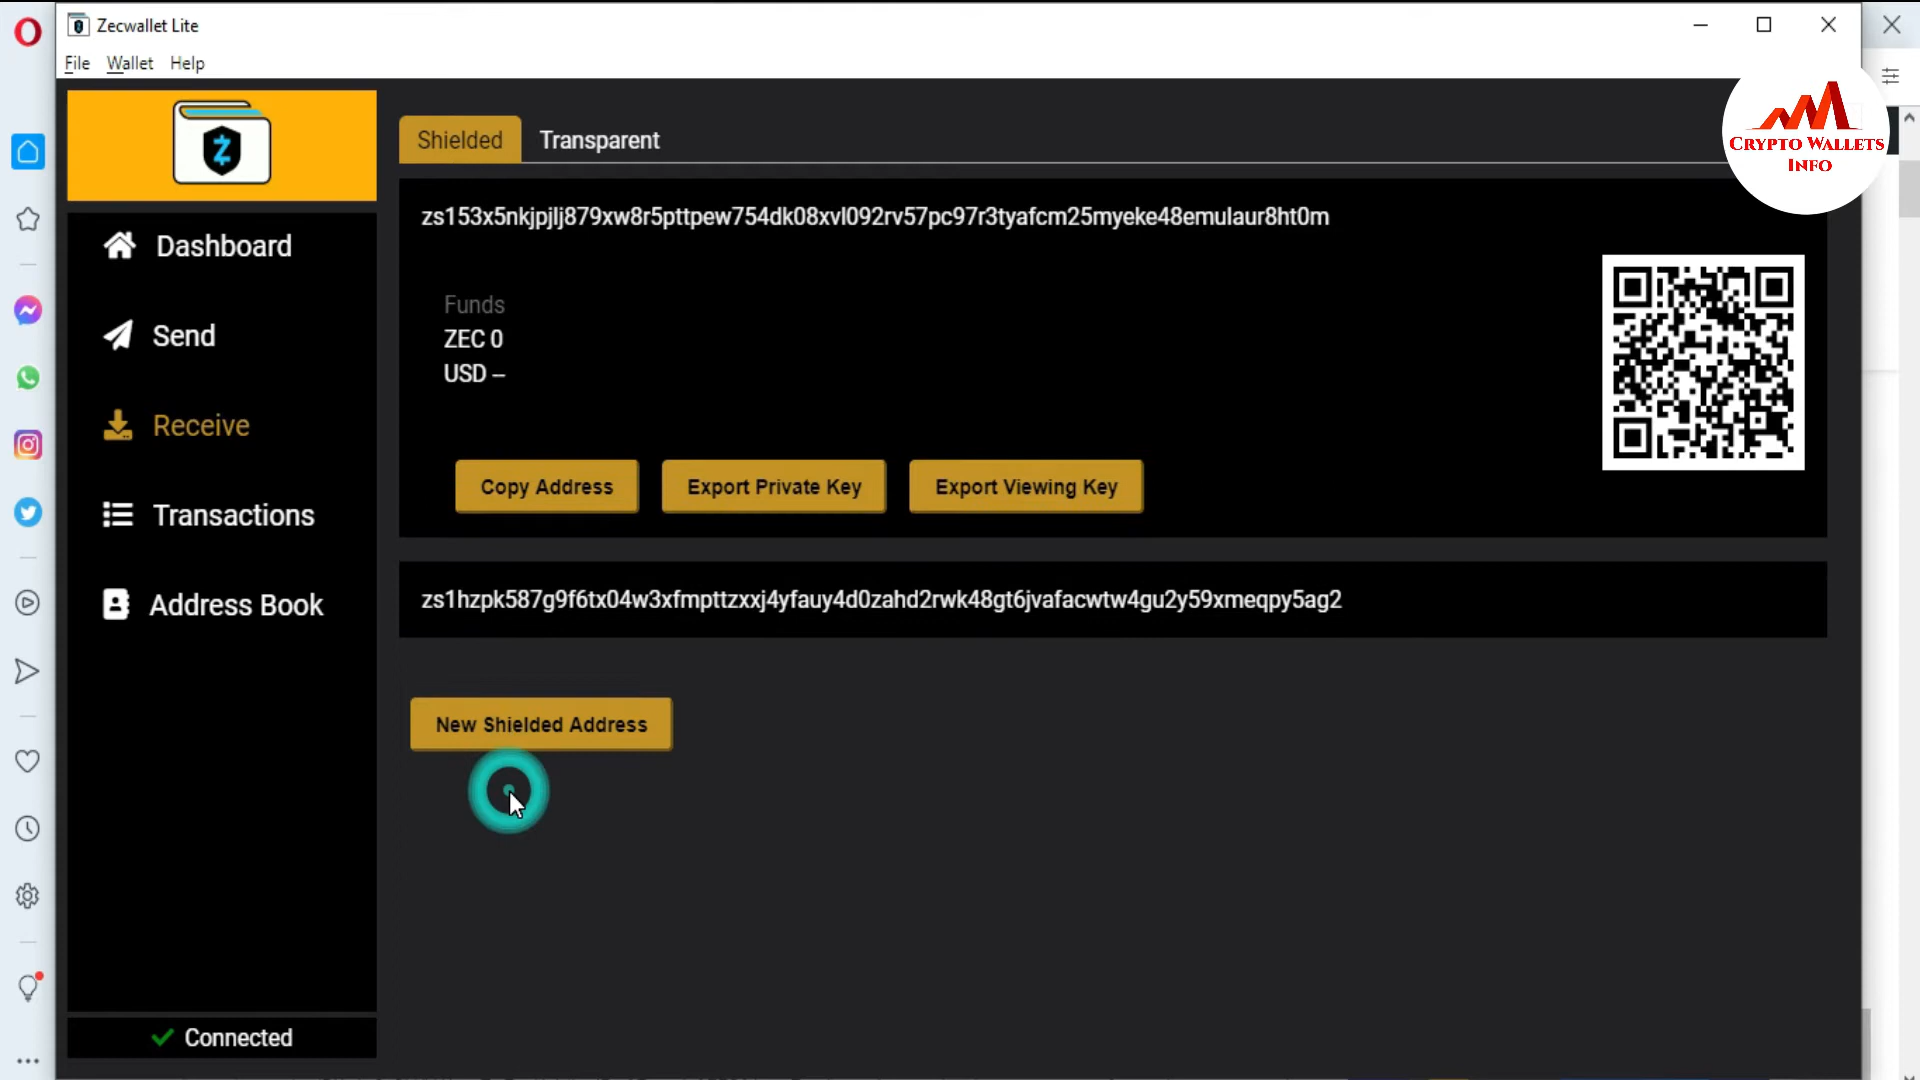 Zecwallet Lite
File Wallet Help
Shielded Transparent
CRYPTO WALLETS
INFO
zs153x5nkjpjlj879xw8r5pttpew754dk08xvl092rv57pc97r3tyafcm25myeke48emulaur8ht0m
Dashboard
Funds
ZEC 0
USD --
Send
Receive
Copy Address Export Private Key Export Viewing Key
Transactions
Address Book
zs1hzpk587g9f6tx04w3xfmpttzxxj4yfauy4d0zahd2rwk48gt6jvafacwtw4gu2y59xmeqpy5ag2
New Shielded Address
Connected